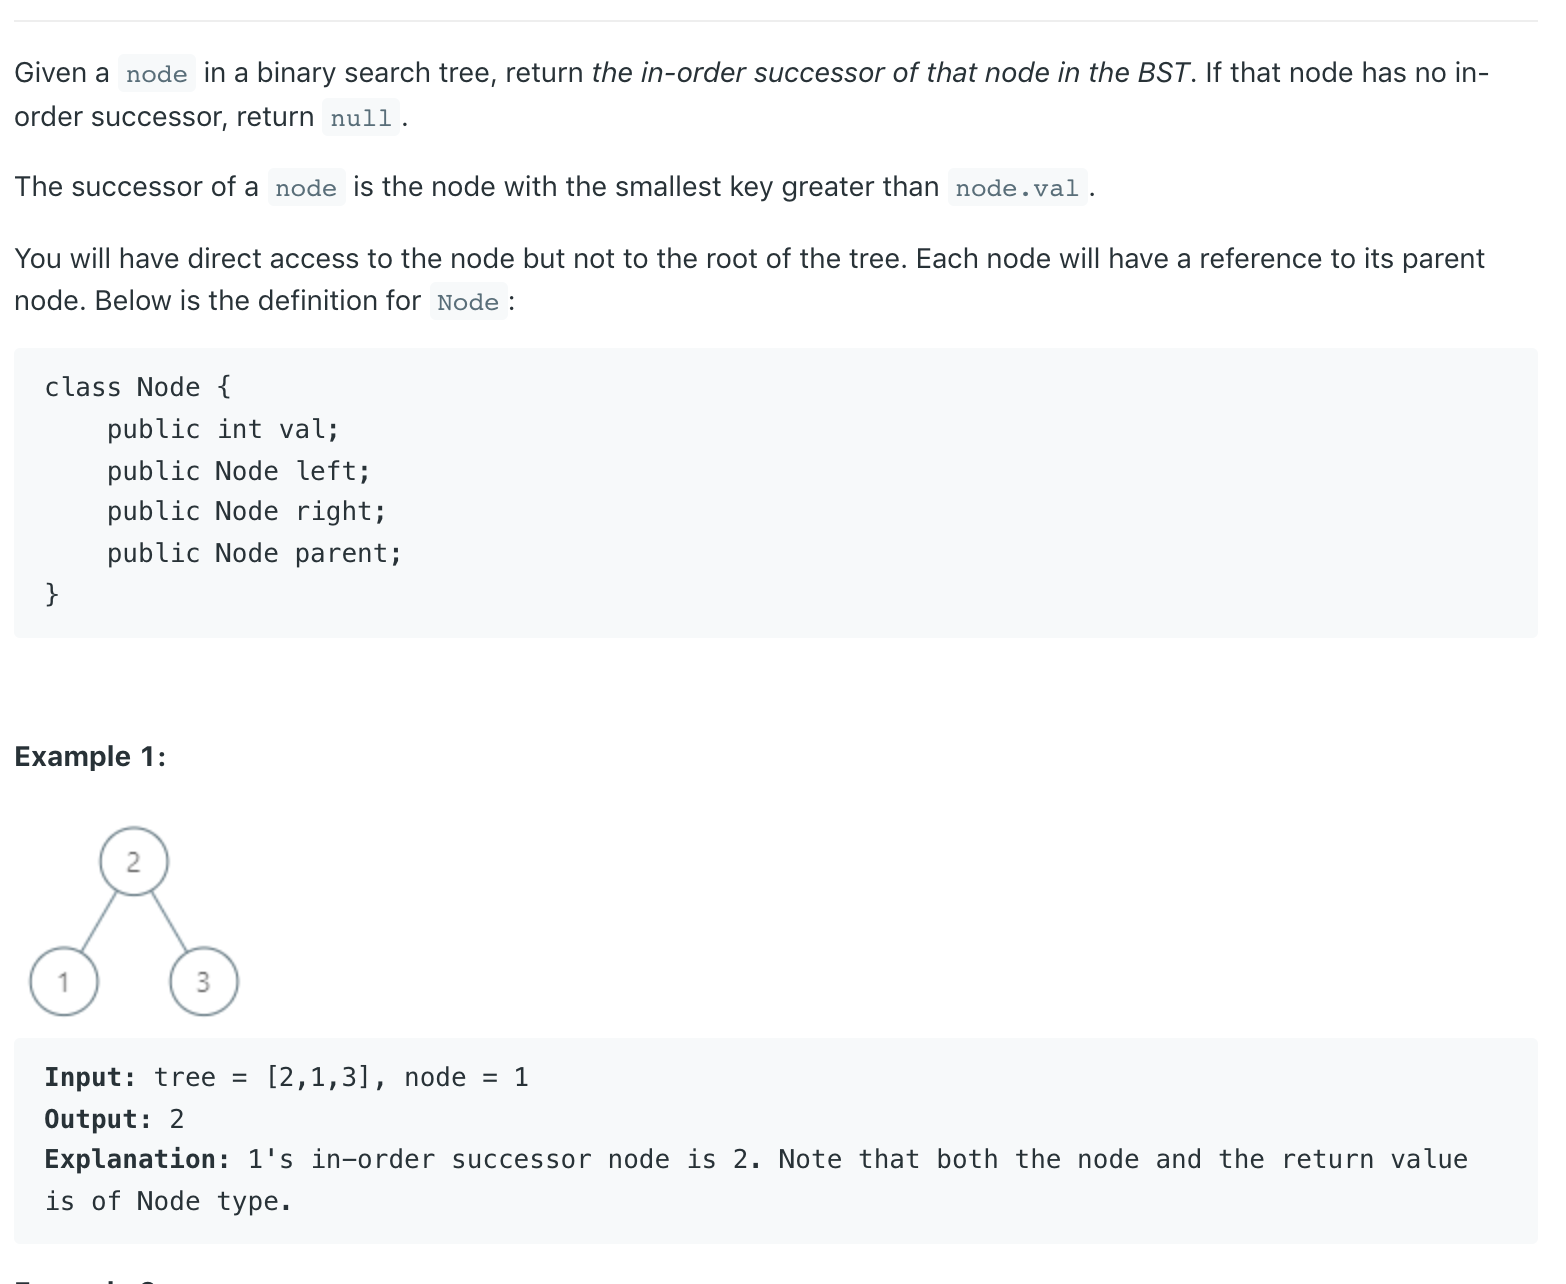 Given a node in a binary search tree, return the in-order successor of that node in the BST. If that node has no in-
order successor, return null.
The successor of a node is the node with the smallest key greater than node.val.
You will have direct access to the node but not to the root of the tree. Each node will have a reference to its parent
node. Below is the definition for Node:
class Node {
    public int val;
    public Node left;
    public Node right;
    public Node parent;
}
Example 1:
2
1 3
Input: tree = [2,1,3], node = 1
Output: 2
Explanation: 1's in-order successor node is 2. Note that both the node and the return value
is of Node type.